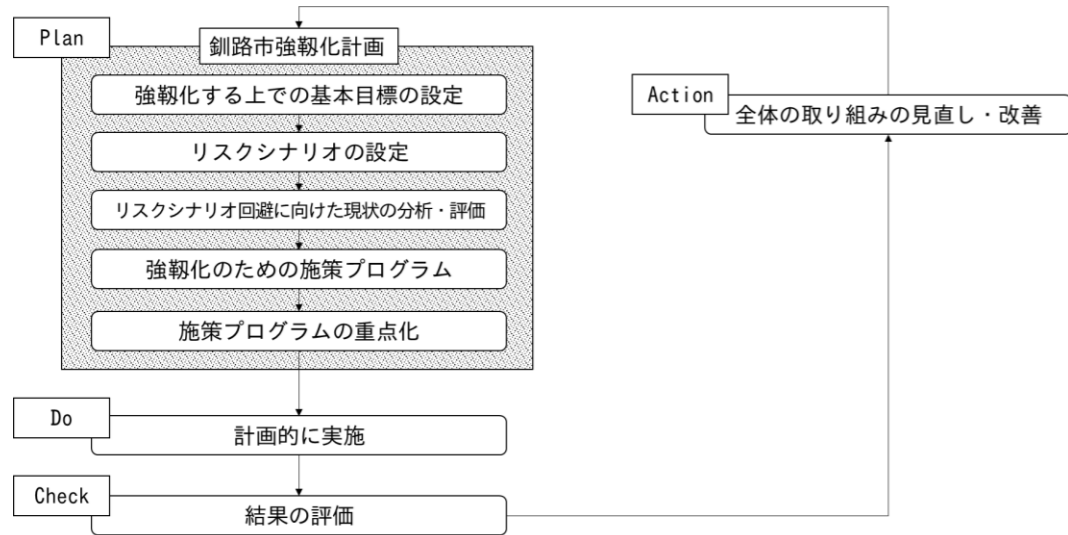 Plan
釧路市強靱化計画
強靱化する上での基本目標の設定
リスクシナリオの設定
リスクシナリオ回避に向けた現状の分析・評価
強靱化のための施策プログラム
施策プログラムの重点化
Do
計画的に実施
Check
結果の評価
Action
全体の取り組みの見直し・改善